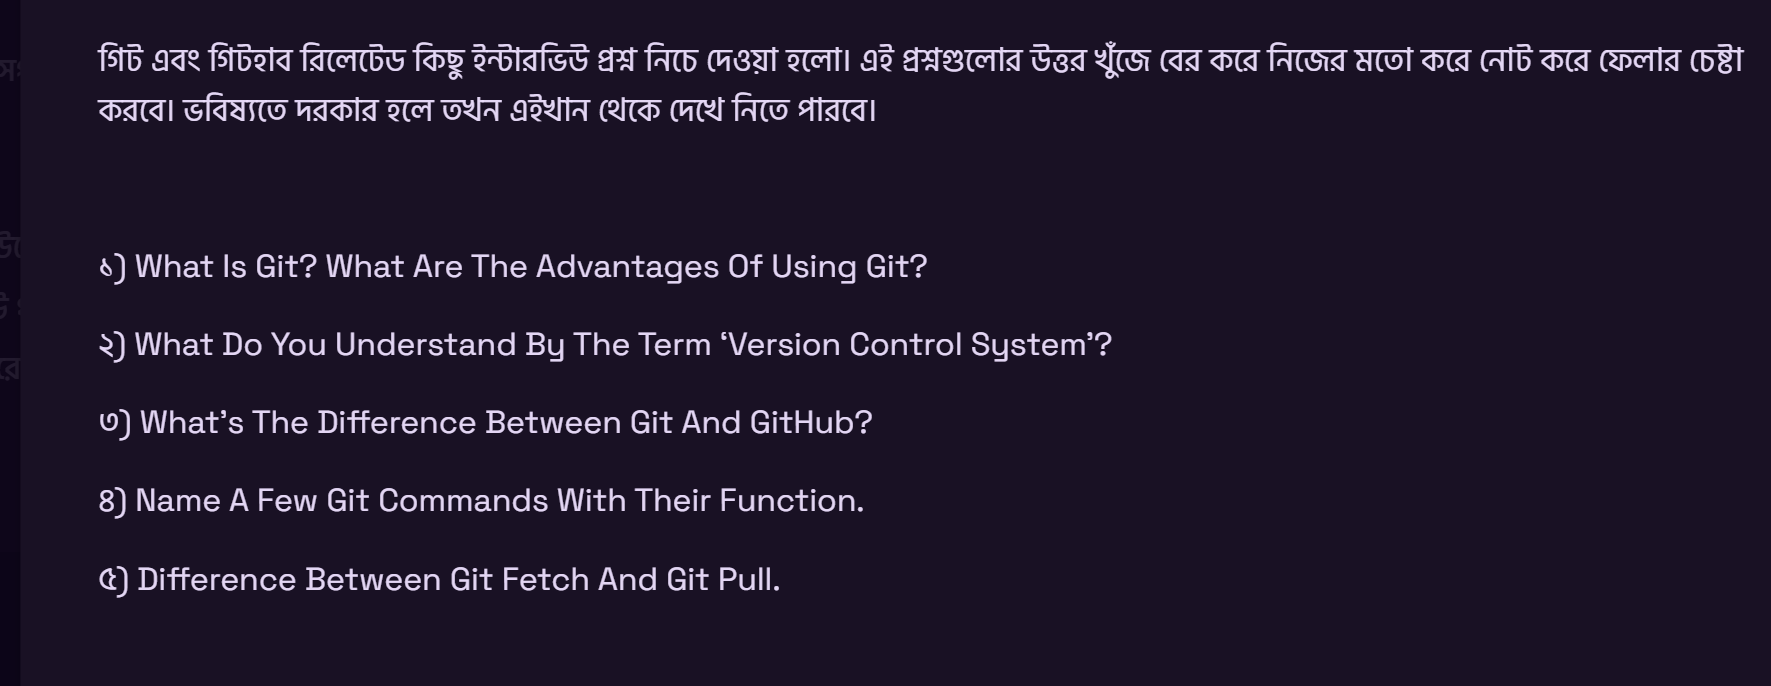 গিট এবং গিটহাব রিলেটেড কিছু ইন্টারভিউ প্রশ্ন নিচে দেওয়া হলো। এই প্রশ্নগুলোর উত্তর খুঁজে বের করে নিজের মতো করে নোট করে ফেলার চেষ্টা
করবে। ভবিষ্যতে দরকার হলে তখন এইখান থেকে দেখে নিতে পারবে।
১) What Is Git? What Are The Advantages Of Using Git?
২) What Do You Understand By The Term ‘Version Control System’?
৩) What’s The Difference Between Git And GitHub?
৪) Name A Few Git Commands With Their Function.
৫) Difference Between Git Fetch And Git Pull.